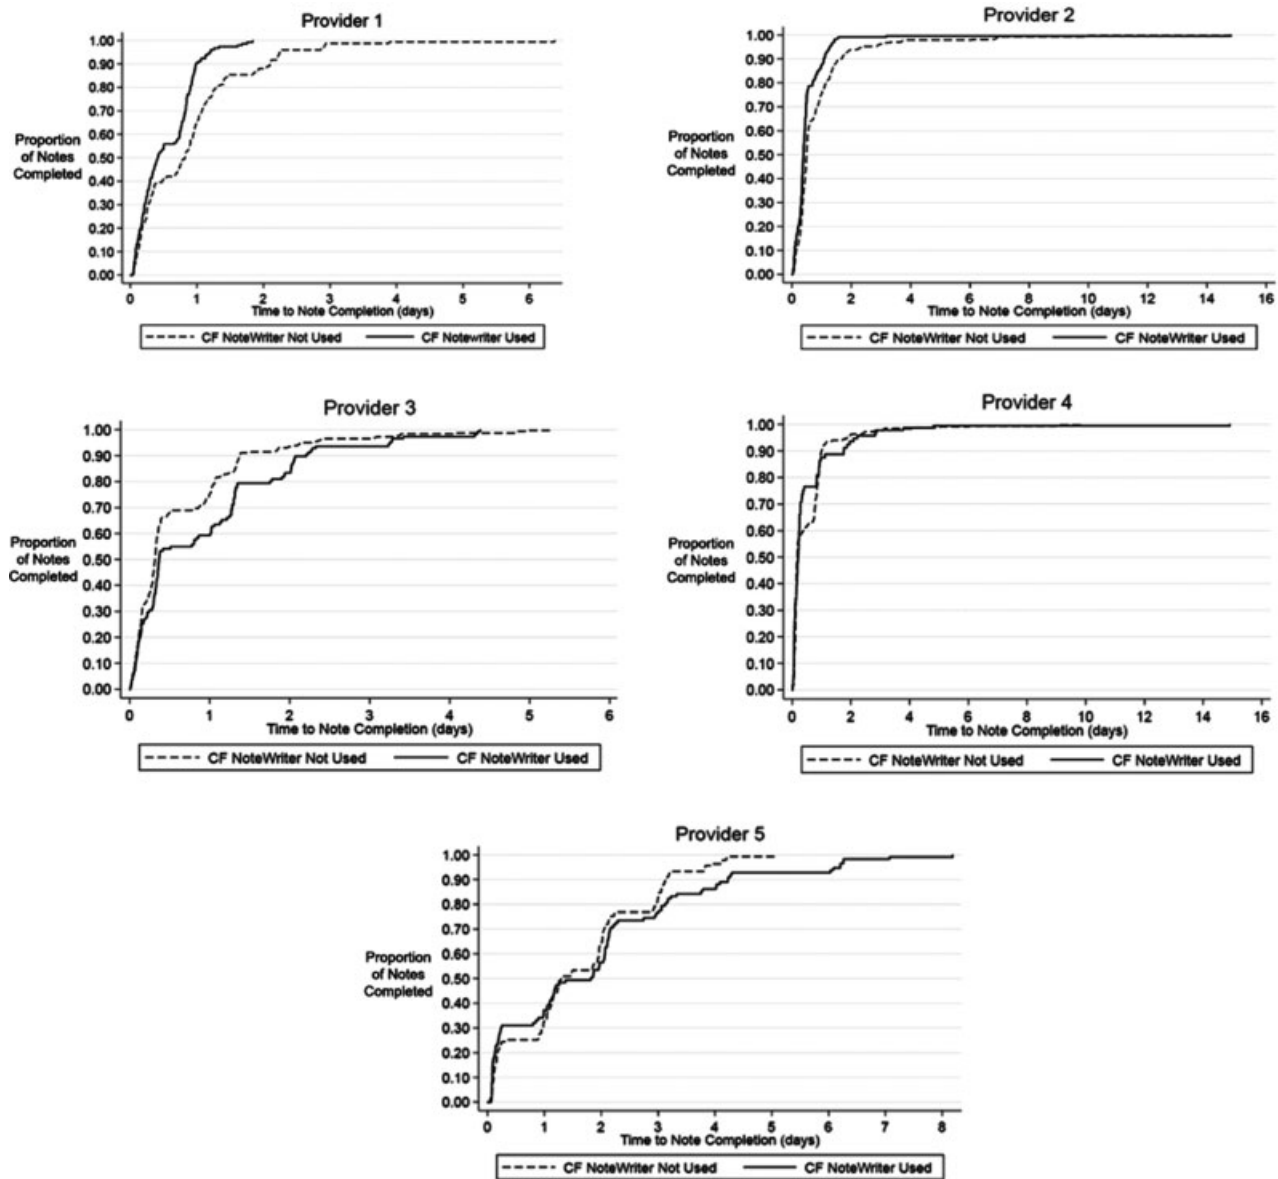 Provider 1
1.00
0.90
0.80
0.70
0.60
0.50
0.40
0.30
0.20
0.10
0.00
Proportion
of Notes
Completed
0 1 2 3 4 5 6
Time to Note Completion (days)
CF NoteWriter Not Used CF Notewriter Used
Provider 2
1.00
0.90
0.80
0.70
0.60
0.50
0.40
0.30
0.20
0.10
0.00
Proportion
of Notes
Completed
0 2 4 6 8 10 12 14 16
Time to Note Completion (days)
CF NoteWriter Not Used CF NoteWriter Used
Provider 3
1.00
0.90
0.80
0.70
0.60
0.50
0.40
0.30
0.20
0.10
0.00
Proportion
of Notes
Completed
0 1 2 3 4 5 6
Time to Note Completion (days)
CF NoteWriter Not Used CF NoteWriter Used
Provider 4
1.00
0.90
0.80
0.70
0.60
0.50
0.40
0.30
0.20
0.10
0.00
Proportion
of Notes
Completed
0 2 4 6 8 10 12 14 16
Time to Note Completion (days)
CF NoteWriter Not Used CF NoteWriter Used
Provider 5
1.00
0.90
0.80
0.70
0.60
0.50
0.40
0.30
0.20
0.10
0.00
Proportion
of Notes
Completed
0 1 2 3 4 5 6 7 8
Time to Note Completion (days)
CF NoteWriter Not Used CF NoteWriter Used